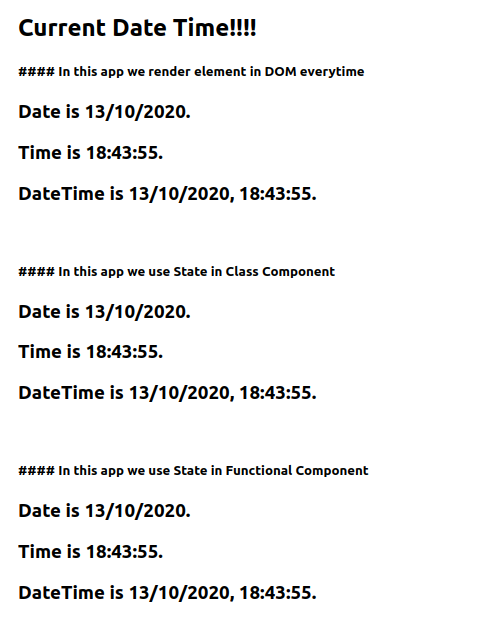 Current Date Time!!!!
#### In this app we render element in DOM everytime
Date is 13/10/2020.
Time is 18:43:55.
DateTime is 13/10/2020, 18:43:55.
#### In this app we use State in Class Component
Date is 13/10/2020.
Time is 18:43:55.
DateTime is 13/10/2020, 18:43:55.
#### In this app we use State in Functional Component
Date is 13/10/2020.
Time is 18:43:55.
DateTime is 13/10/2020, 18:43:55.